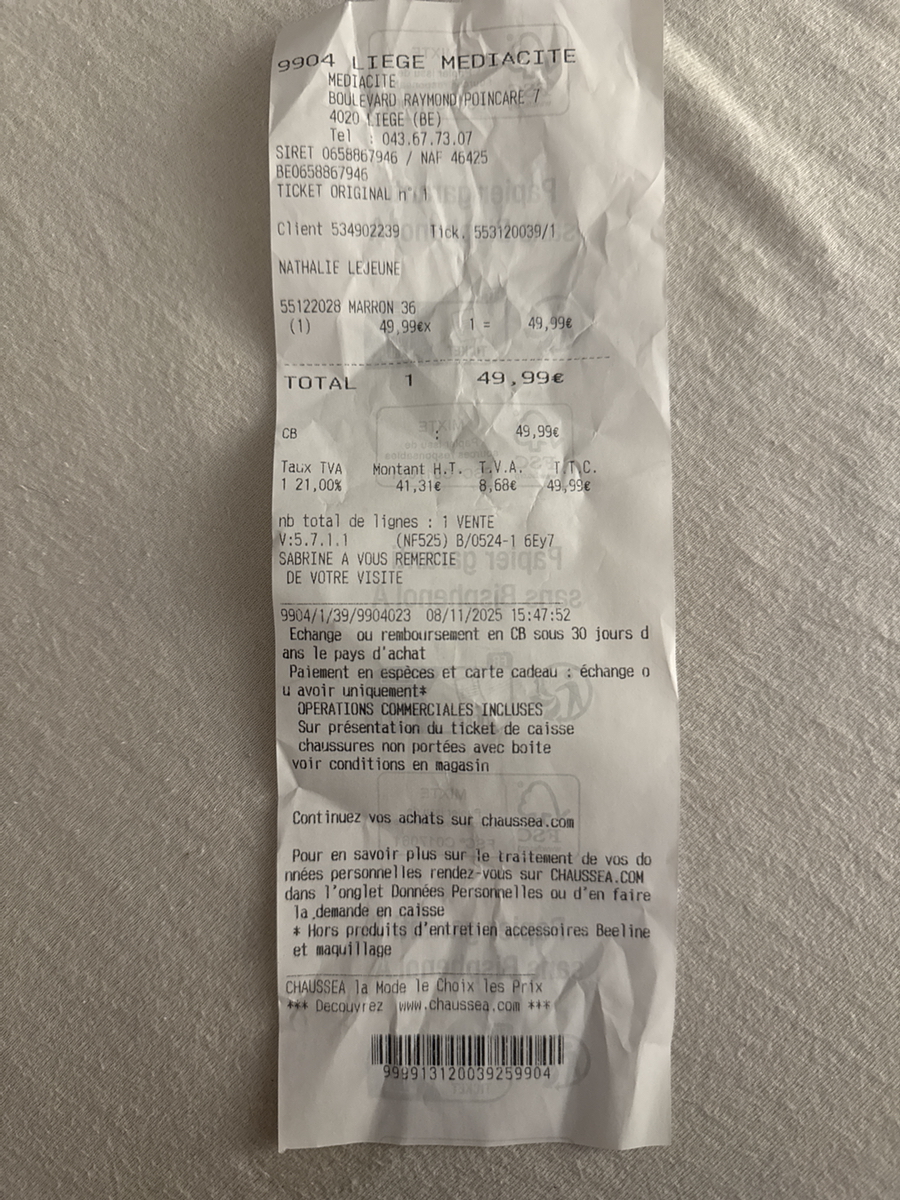 9904 LIEGE MEDIACITE
MEDIACITE
BOULEVARD RAYMOND POINCARE 7
4020 LIEGE (BE)
Tel : 043.67.73.07
SIRET 0658867946 / NAF 46425
BE0658867946
TICKET ORIGINAL n° 1
Client 534902239 Tick. 553120039/1
NATHALIE LEJEUNE
55122028 MARRON 36
(1) 49,99€x 1 = 49,99€
TOTAL 1 49,99€
CB : 49,99€
Taux TVA Montant H.T. T.V.A. T.T.C.
1 21,00% 41,31€ 8,68€ 49,99€
nb total de lignes : 1 VENTE
V:5.7.1.1 (NF525) B/0524-1 6Ey7
SABRINE A VOUS REMERCIE
DE VOTRE VISITE
9904/1/39/9904023 08/11/2025 15:47:52
Echange ou remboursement en CB sous 30 jours d
ans le pays d'achat
Paiement en espèces et carte cadeau : échange o
u avoir uniquement*
OPERATIONS COMMERCIALES INCLUSES
Sur présentation du ticket de caisse
chaussures non portées avec boite
voir conditions en magasin
Continuez vos achats sur chaussea.com
Pour en savoir plus sur le traitement de vos do
nnées personnelles rendez-vous sur CHAUSSEA.COM
dans l'onglet Données Personnelles ou d'en faire
la demande en caisse
* Hors produits d'entretien accessoires Beeline
et maquillage
CHAUSSEA la Mode le Choix les Prix
*** Decouvrez www.chaussea.com ***
999913120039259904